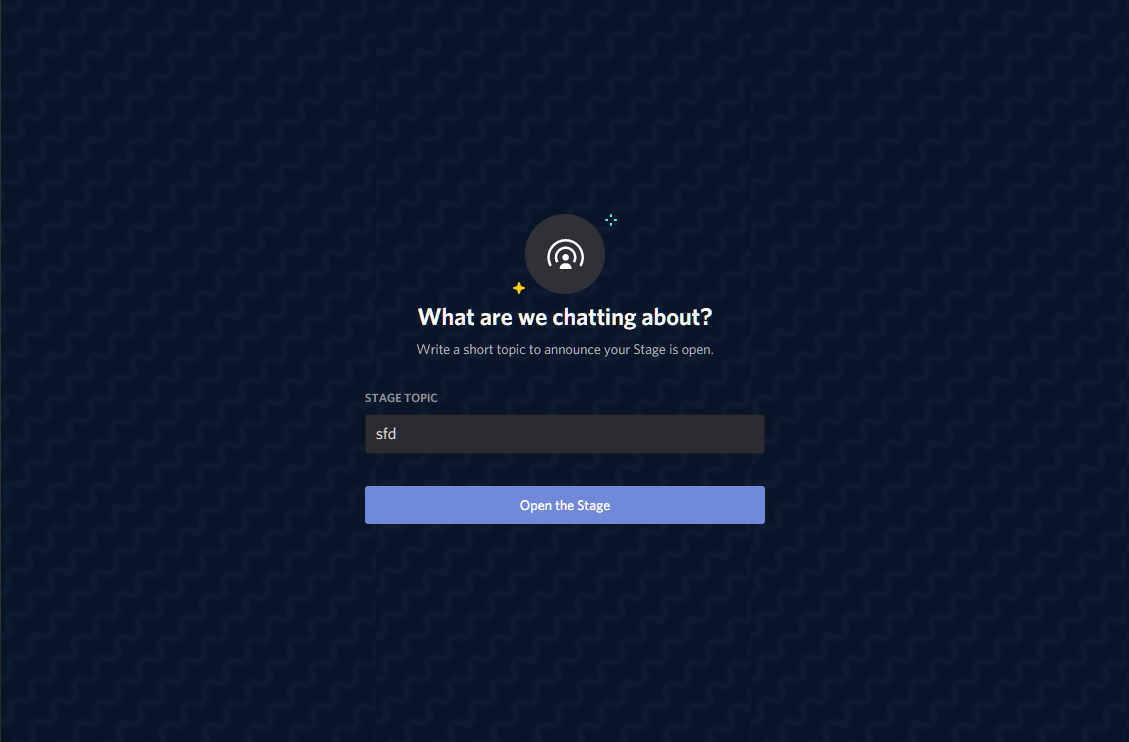 What are we chatting about?
Write a short topic to announce your Stage is open.
STAGE TOPIC
sfd
Open the Stage